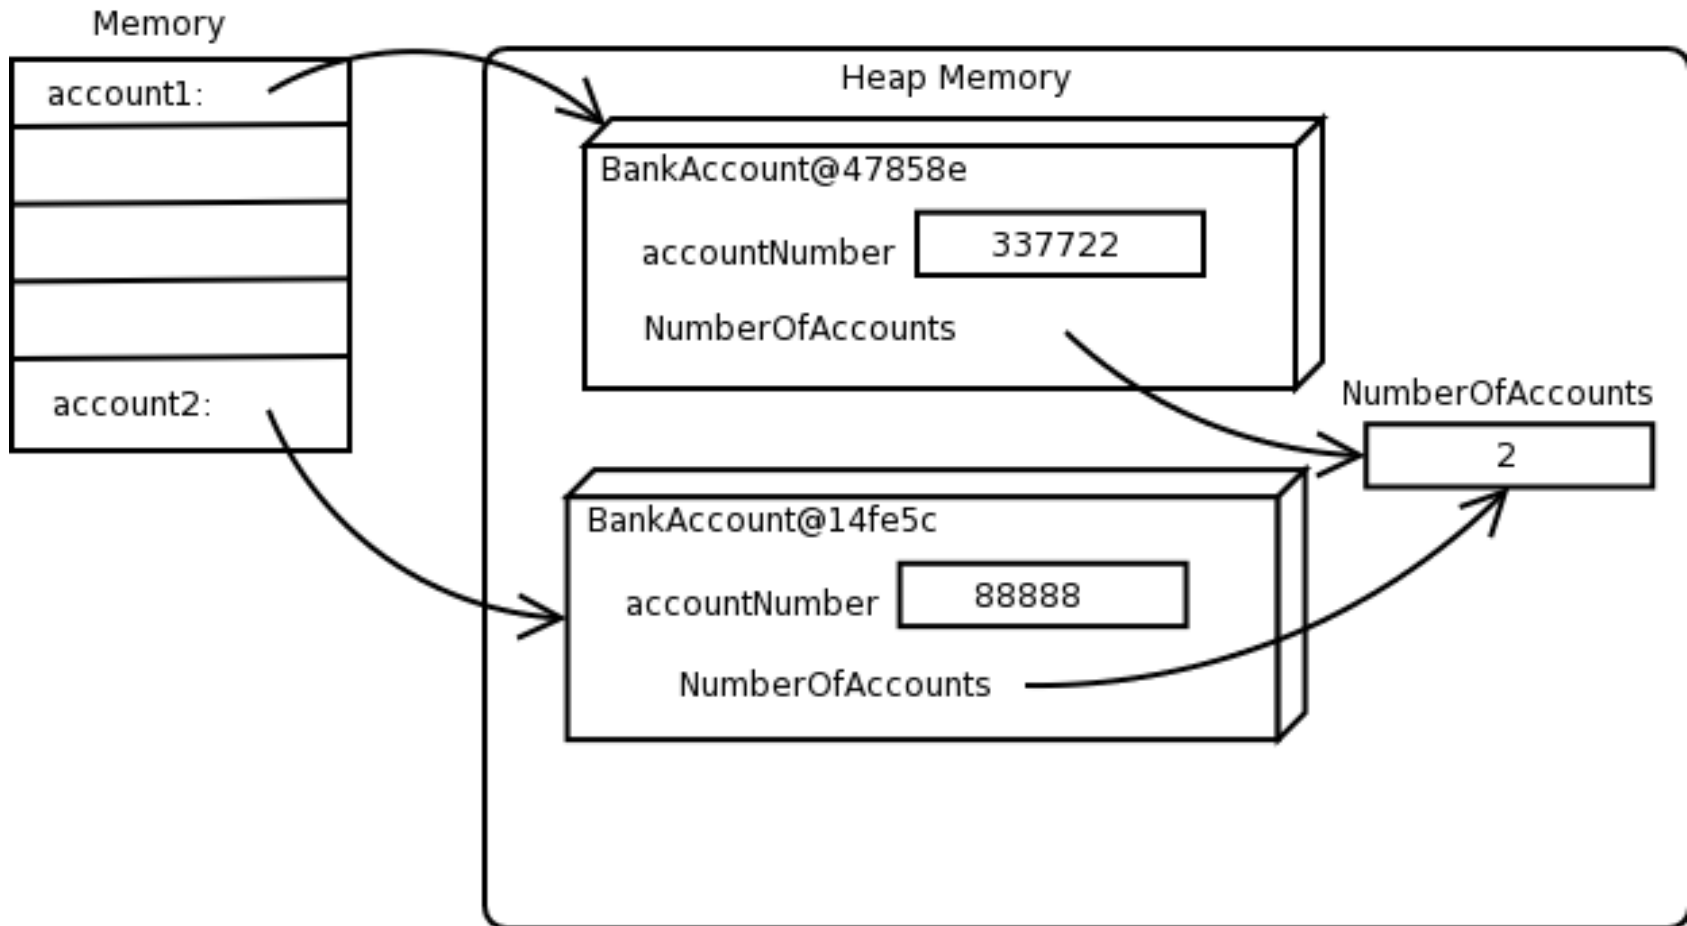 Memory
account1:
account2:
Heap Memory
BankAccount@47858e
accountNumber 337722
NumberOfAccounts
NumberOfAccounts
2
BankAccount@14fe5c
accountNumber 88888
NumberOfAccounts